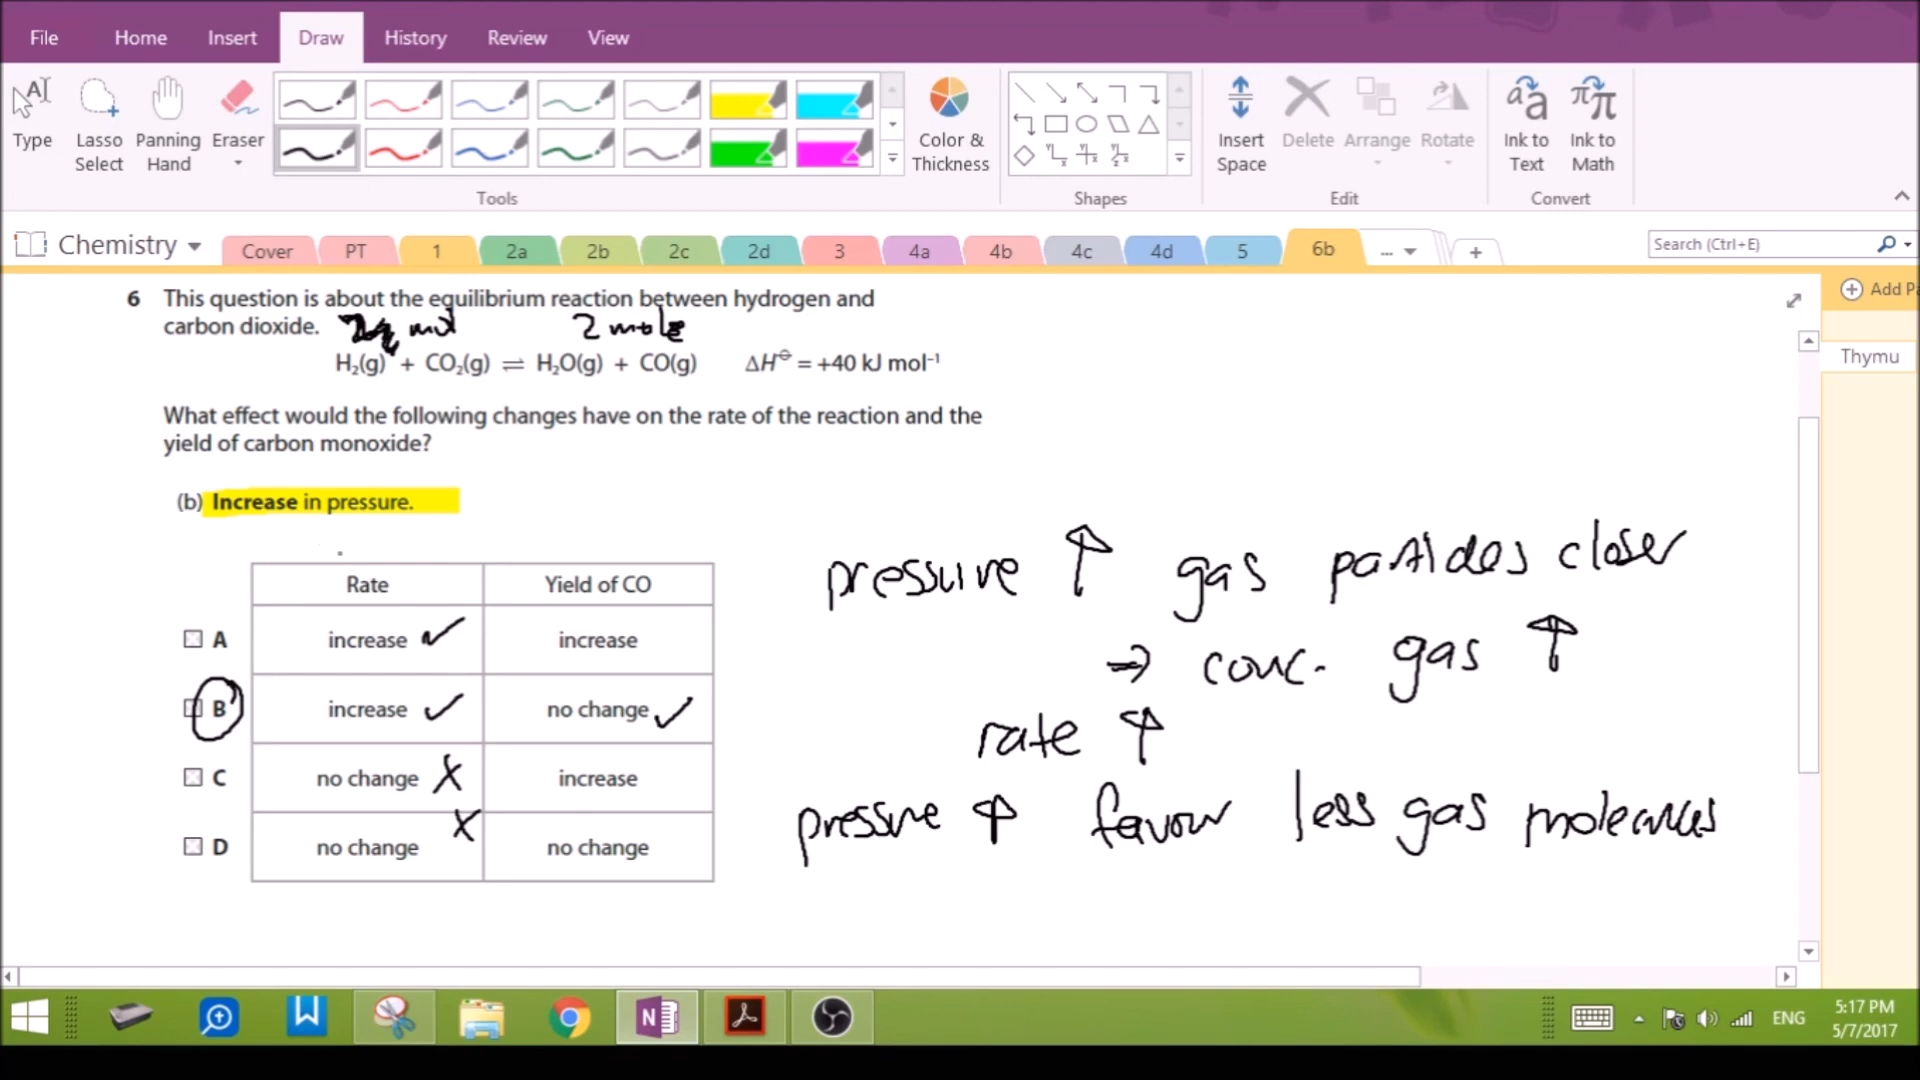 File Home Insert Draw History Review View
Type Lasso Select Panning Hand Eraser Color & Thickness Insert Space Delete Arrange Rotate Ink to Text Ink to Math
Tools Shapes Edit Convert
Chemistry Cover PT 1 2a 2b 2c 2d 3 4a 4b 4c 4d 5 6b ... + Search (Ctrl+E)
6 This question is about the equilibrium reaction between hydrogen and
Add Pa
carbon dioxide. mol 2 mole
H₂(g) + CO₂(g) ⇌ H₂O(g) + CO(g) ΔH⦵ = +40 kJ mol⁻¹
Thymu
What effect would the following changes have on the rate of the reaction and the
yield of carbon monoxide?
(b) Increase in pressure.
pressure ↑ gas particles closer
Rate Yield of CO
A increase ✓ increase
⇒ conc. gas ↑
B increase ✓ no change ✓
rate ↑
C no change X increase
pressure ↑ favour less gas molecules
D no change X no change
5:17 PM
ENG
5/7/2017